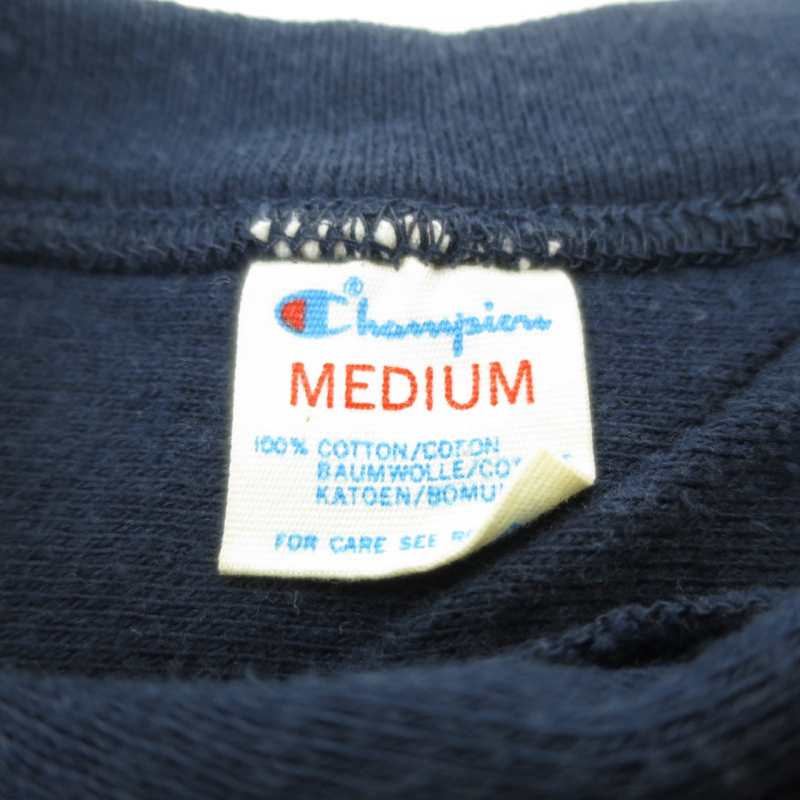 ®
Champion
MEDIUM
100% COTTON/COTON
BAUMWOLLE/
KATOEN/
FOR CARE SEE